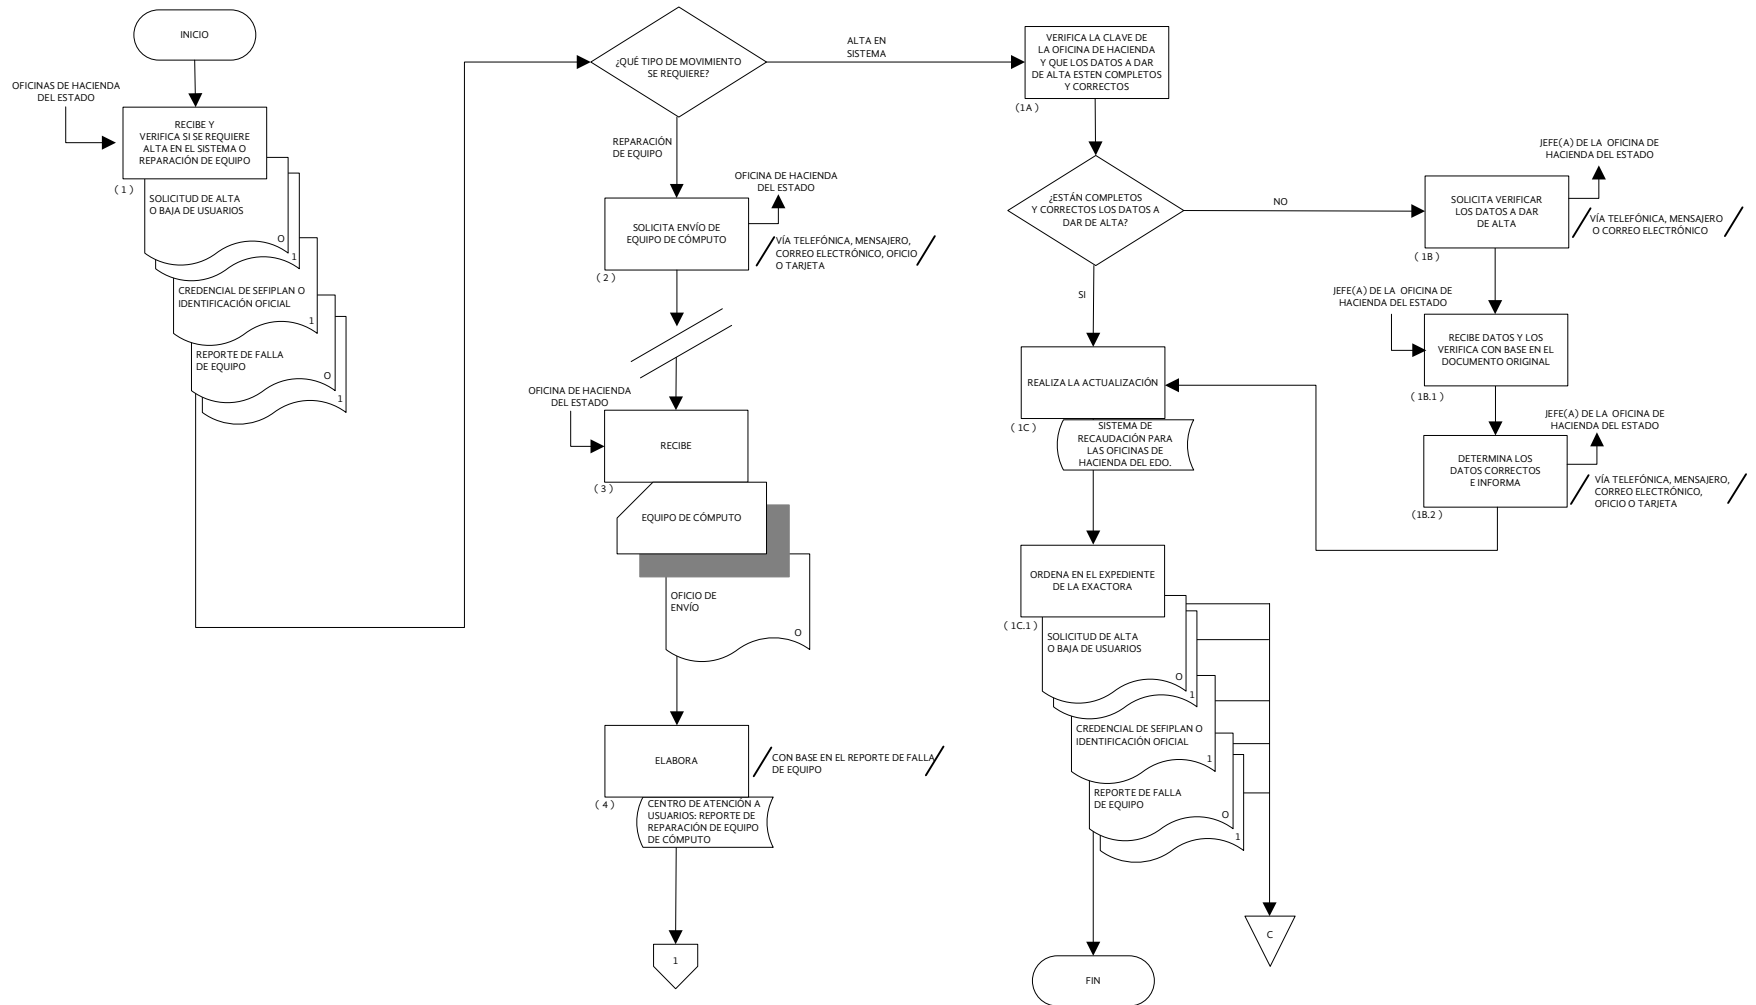 INICIO
OFICINAS DE HACIENDA
DEL ESTADO
RECIBE Y
VERIFICA SI SE REQUIERE
ALTA EN EL SISTEMA O
REPARACIÓN DE EQUIPO
( 1 )
SOLICITUD DE ALTA
O BAJA DE USUARIOS
O
1
CREDENCIAL DE SEFIPLAN O
IDENTIFICACIÓN OFICIAL
1
REPORTE DE FALLA
DE EQUIPO
O
1
¿QUÉ TIPO DE MOVIMIENTO
SE REQUIERE?
ALTA EN
SISTEMA
REPARACIÓN
DE EQUIPO
OFICINA DE HACIENDA
DEL ESTADO
SOLICITA ENVÍO DE
EQUIPO DE CÓMPUTO
( 2 )
VÍA TELEFÓNICA, MENSAJERO,
CORREO ELECTRÓNICO, OFICIO
O TARJETA
OFICINA DE HACIENDA
DEL ESTADO
RECIBE
( 3 )
EQUIPO DE CÓMPUTO
OFICIO DE
ENVÍO
O
ELABORA
( 4 )
CON BASE EN EL REPORTE DE FALLA
DE EQUIPO
CENTRO DE ATENCIÓN A
USUARIOS: REPORTE DE
REPARACIÓN DE EQUIPO
DE CÓMPUTO
1
VERIFICA LA CLAVE DE
LA OFICINA DE HACIENDA
Y QUE LOS DATOS A DAR
DE ALTA ESTEN COMPLETOS
Y CORRECTOS
(1A )
¿ESTÁN COMPLETOS
Y CORRECTOS LOS DATOS A
DAR DE ALTA?
NO
SI
JEFE(A) DE LA OFICINA DE
HACIENDA DEL ESTADO
SOLICITA VERIFICAR
LOS DATOS A DAR
DE ALTA
( 1B )
VÍA TELEFÓNICA, MENSAJERO
O CORREO ELECTRÓNICO
JEFE(A) DE LA OFICINA DE
HACIENDA DEL ESTADO
RECIBE DATOS Y LOS
VERIFICA CON BASE EN EL
DOCUMENTO ORIGINAL
(1B.1 )
JEFE(A) DE LA OFICINA DE
HACIENDA DEL ESTADO
DETERMINA LOS
DATOS CORRECTOS
E INFORMA
(1B.2 )
VÍA TELEFÓNICA, MENSAJERO,
CORREO ELECTRÓNICO,
OFICIO O TARJETA
REALIZA LA ACTUALIZACIÓN
( 1C )
SISTEMA DE
RECAUDACIÓN PARA
LAS OFICINAS DE
HACIENDA DEL EDO.
ORDENA EN EL EXPEDIENTE
DE LA EXACTORA
( 1C.1 )
SOLICITUD DE ALTA
O BAJA DE USUARIOS
O
1
CREDENCIAL DE SEFIPLAN O
IDENTIFICACIÓN OFICIAL
1
REPORTE DE FALLA
DE EQUIPO
O
1
C
FIN